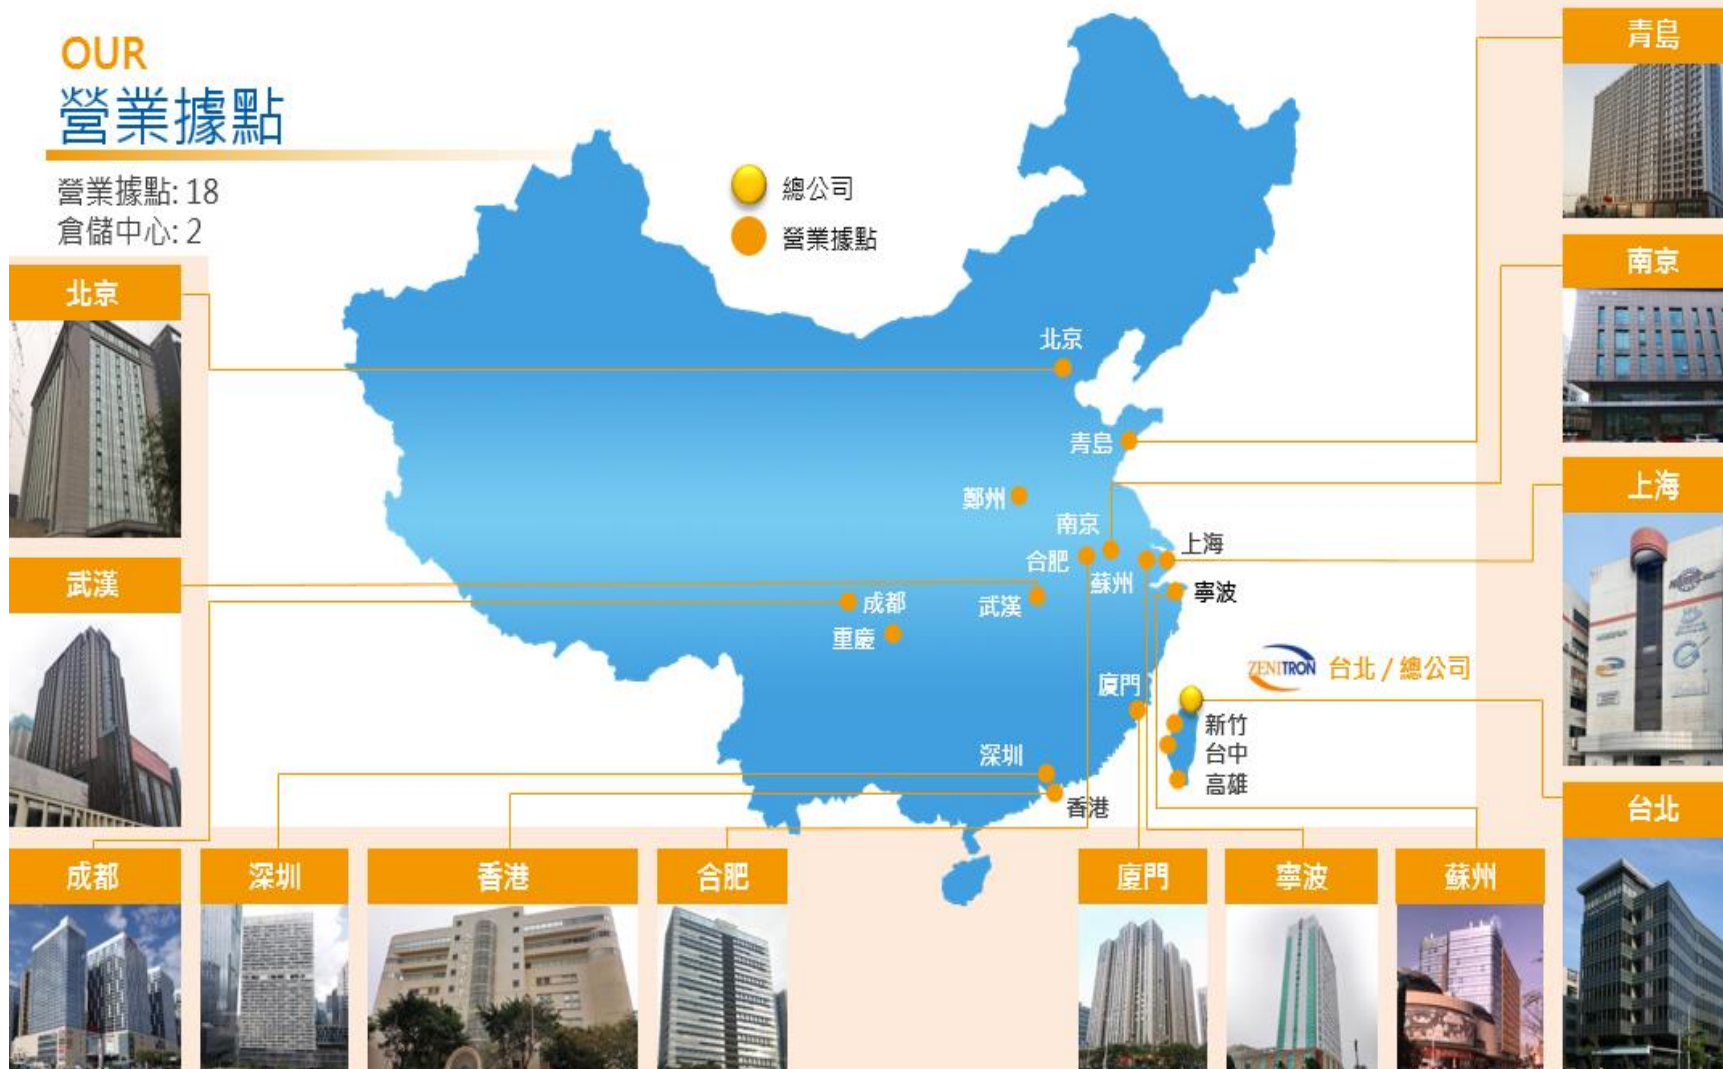 OUR
營業據點
營業據點: 18
倉儲中心: 2
總公司
營業據點
北京
武漢
成都
深圳
香港
合肥
廈門
寧波
蘇州
青島
南京
上海
台北
北京
青島
鄭州
南京
合肥
蘇州
上海
寧波
武漢
成都
重慶
廈門
ZENITRON 台北 / 總公司
新竹
台中
高雄
深圳
香港